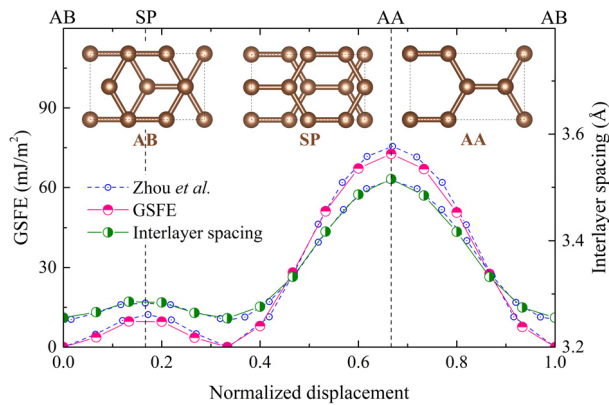 AB SP AA AB
AB SP AA
Zhou et al.
GSFE
Interlayer spacing
GSFE (mJ/m²)
90
60
30
0
Interlayer spacing (Å)
3.6
3.5
3.4
3.3
3.2
0.0 0.2 0.4 0.6 0.8 1.0
Normalized displacement